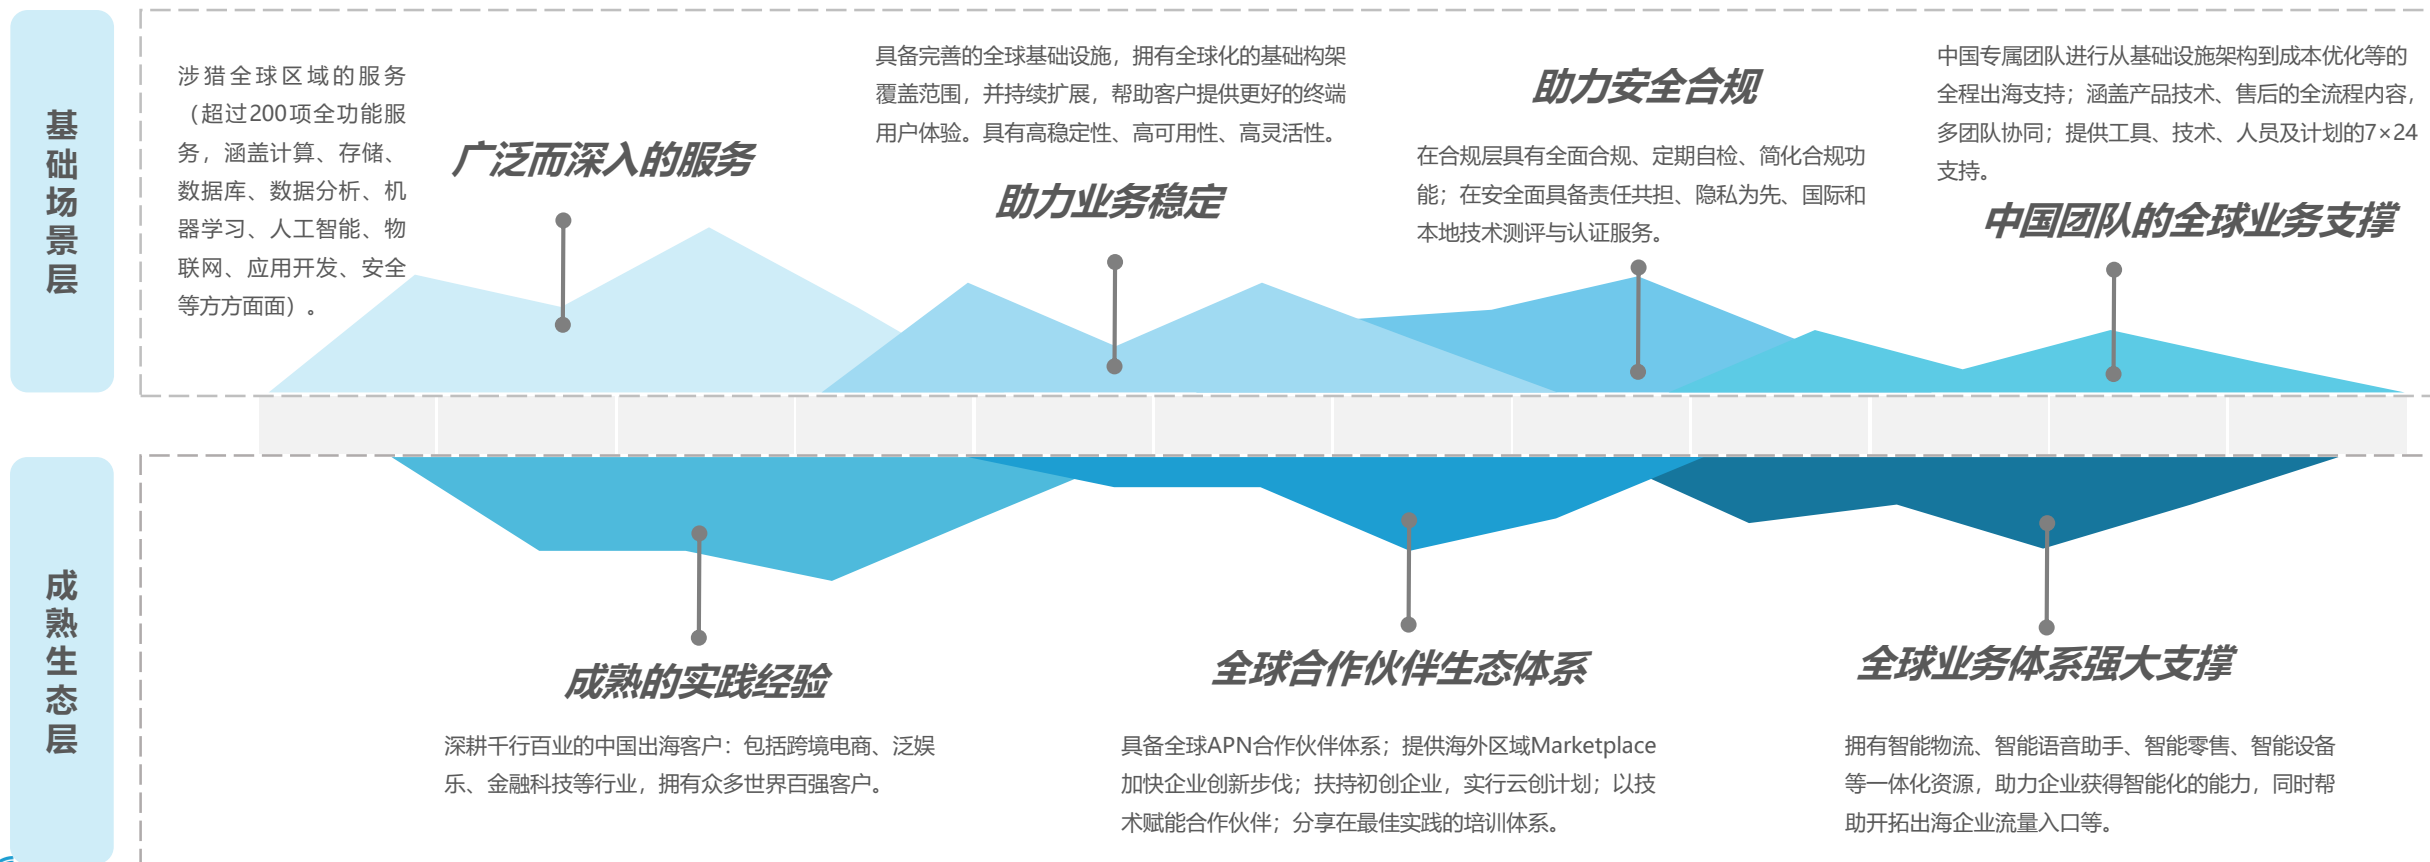 基础场景层
涉猎全球区域的服务
（超过200项全功能服
务，涵盖计算、存储、
数据库、数据分析、机
器学习、人工智能、物
联网、应用开发、安全
等方方面面）。
广泛而深入的服务
具备完善的全球基础设施，拥有全球化的基础构架
覆盖范围，并持续扩展，帮助客户提供更好的终端
用户体验。具有高稳定性、高可用性、高灵活性。
助力业务稳定
助力安全合规
在合规层具有全面合规、定期自检、简化合规功
能；在安全面具备责任共担、隐私为先、国际和
本地技术测评与认证服务。
中国专属团队进行从基础设施架构到成本优化等的
全程出海支持；涵盖产品技术、售后的全流程内容，
多团队协同；提供工具、技术、人员及计划的7×24
支持。
中国团队的全球业务支撑
成熟生态层
成熟的实践经验
深耕千行百业的中国出海客户：包括跨境电商、泛娱
乐、金融科技等行业，拥有众多世界百强客户。
全球合作伙伴生态体系
具备全球APN合作伙伴体系；提供海外区域Marketplace
加快企业创新步伐；扶持初创企业，实行云创计划；以技
术赋能合作伙伴；分享在最佳实践的培训体系。
全球业务体系强大支撑
拥有智能物流、智能语音助手、智能零售、智能设备
等一体化资源，助力企业获得智能化的能力，同时帮
助开拓出海企业流量入口等。